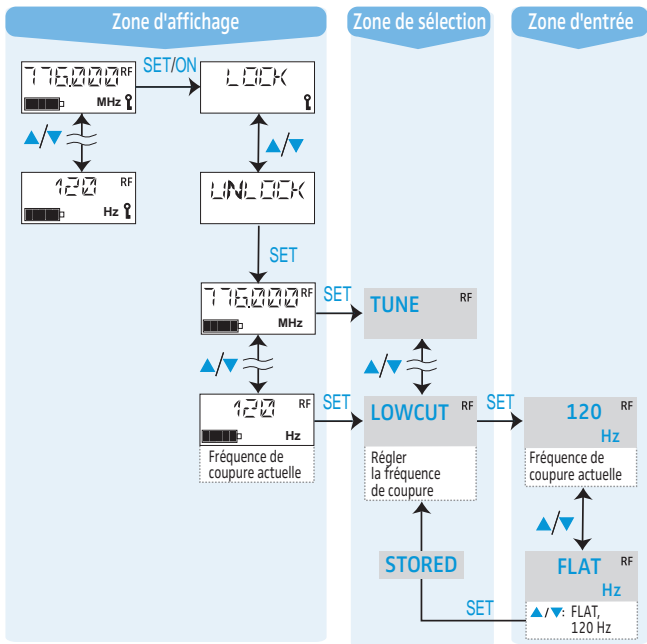 Zone d'affichage
Zone de sélection
Zone d'entrée
776.000 RF
MHz
SET/ON
LOCK
▲/▼
▲/▼
120 RF
Hz
UNLOCK
SET
776.000 RF
MHz
SET
TUNE RF
▲/▼
▲/▼
120 RF
Hz
Fréquence de
coupure actuelle
SET
LOWCUT RF
Régler
la fréquence
de coupure
SET
120 RF
Hz
Fréquence de
coupure actuelle
▲/▼
STORED
FLAT RF
Hz
▲/▼: FLAT,
120 Hz
SET